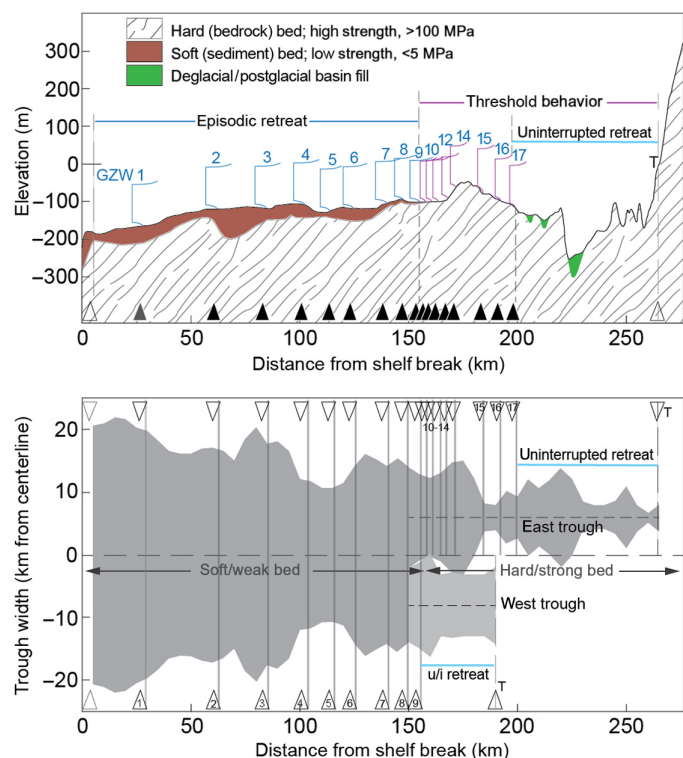 Hard (bedrock) bed; high strength, >100 MPa
Soft (sediment) bed; low strength, <5 MPa
Deglacial/postglacial basin fill
Elevation (m)
300
200
100
0
−100
−200
−300
Episodic retreat
Threshold behavior
Uninterrupted retreat
T
GZW 1
2
3
4
5
6
7
8
9
10
12
14
15
16
17
0
50
100
150
200
250
Distance from shelf break (km)
Trough width (km from centerline)
20
10
0
−10
−20
10
-14
15
16
17
T
Uninterrupted retreat
East trough
Soft/weak bed
Hard/strong bed
West trough
u/i retreat
T
1
2
3
4
5
6
7
8
9
0
50
100
150
200
250
Distance from shelf break (km)